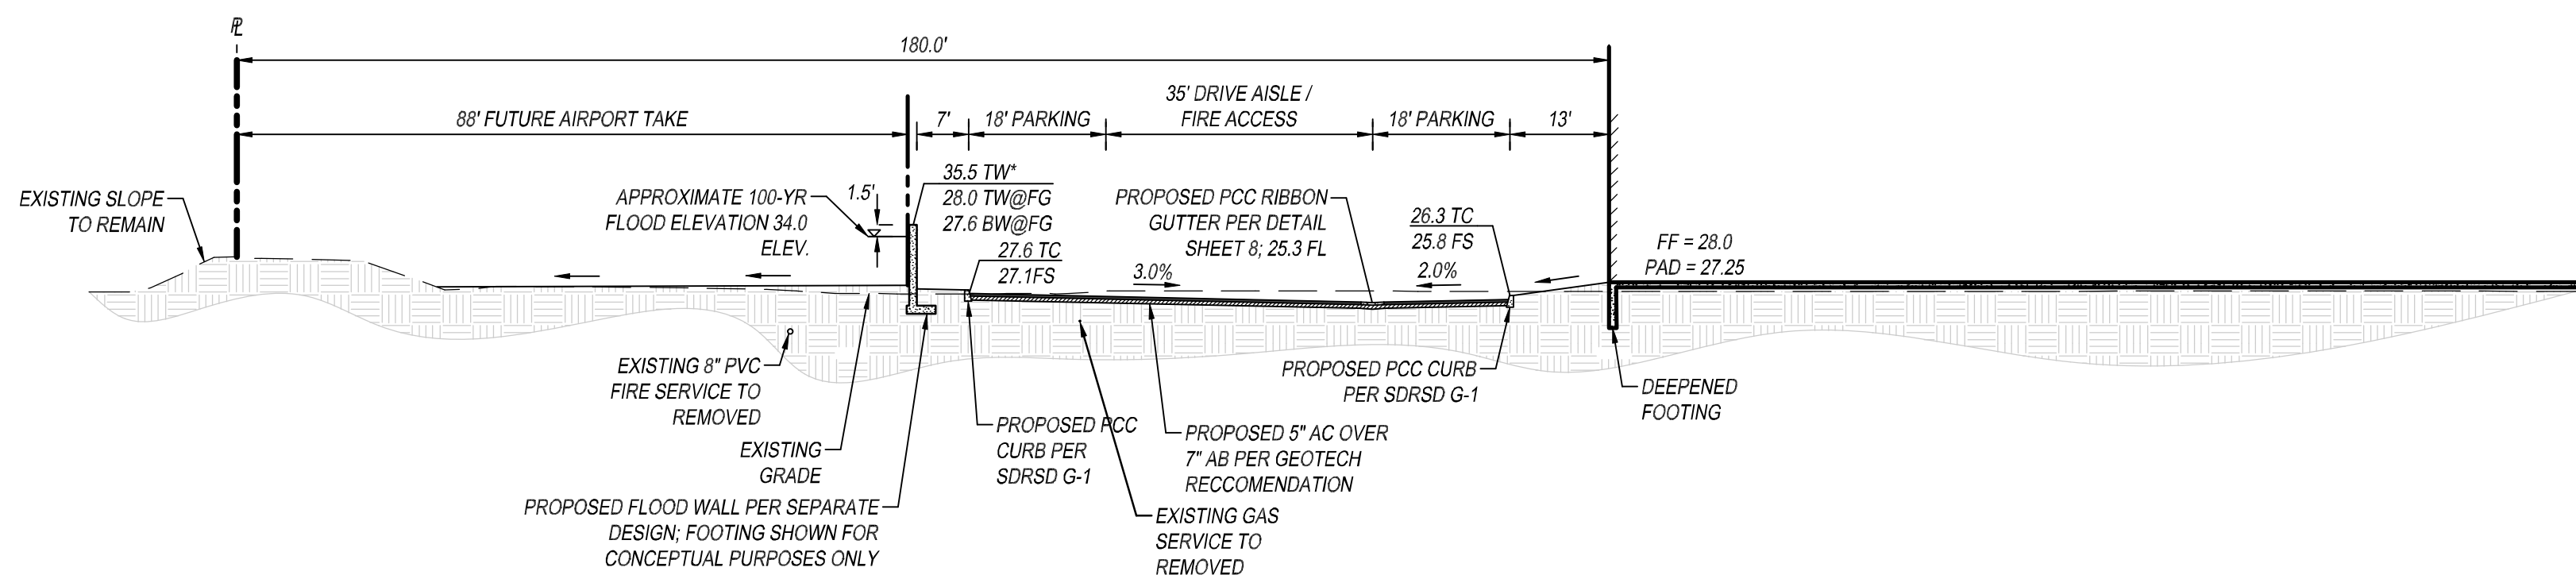 PL
180.0'
88' FUTURE AIRPORT TAKE
7'
18' PARKING
35' DRIVE AISLE /
FIRE ACCESS
18' PARKING
13'
EXISTING SLOPE
TO REMAIN
APPROXIMATE 100-YR
FLOOD ELEVATION 34.0
ELEV.
1.5'
35.5 TW*
28.0 TW@FG
27.6 BW@FG
27.6 TC
27.1FS
3.0%
PROPOSED PCC RIBBON
GUTTER PER DETAIL
SHEET 8; 25.3 FL
26.3 TC
25.8 FS
2.0%
FF = 28.0
PAD = 27.25
EXISTING 8" PVC
FIRE SERVICE TO
REMOVED
EXISTING
GRADE
PROPOSED FLOOD WALL PER SEPARATE
DESIGN; FOOTING SHOWN FOR
CONCEPTUAL PURPOSES ONLY
PROPOSED PCC
CURB PER
SDRSD G-1
PROPOSED 5" AC OVER
7" AB PER GEOTECH
RECCOMENDATION
EXISTING GAS
SERVICE TO
REMOVED
PROPOSED PCC CURB
PER SDRSD G-1
DEEPENED
FOOTING